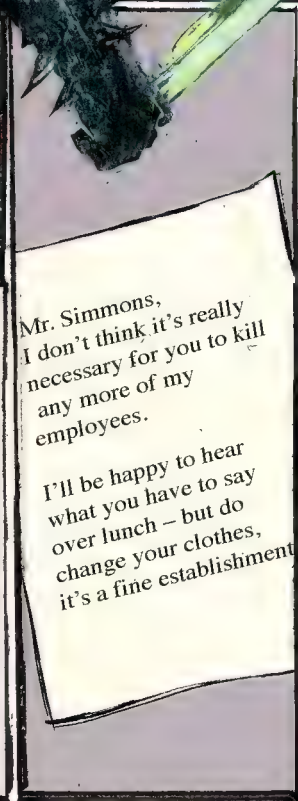 Mr. Simmons,
I don't think it's really
necessary for you to kill
any more of my
employees.
I'll be happy to hear
what you have to say
over lunch – but do
change your clothes,
it's a fine establishment